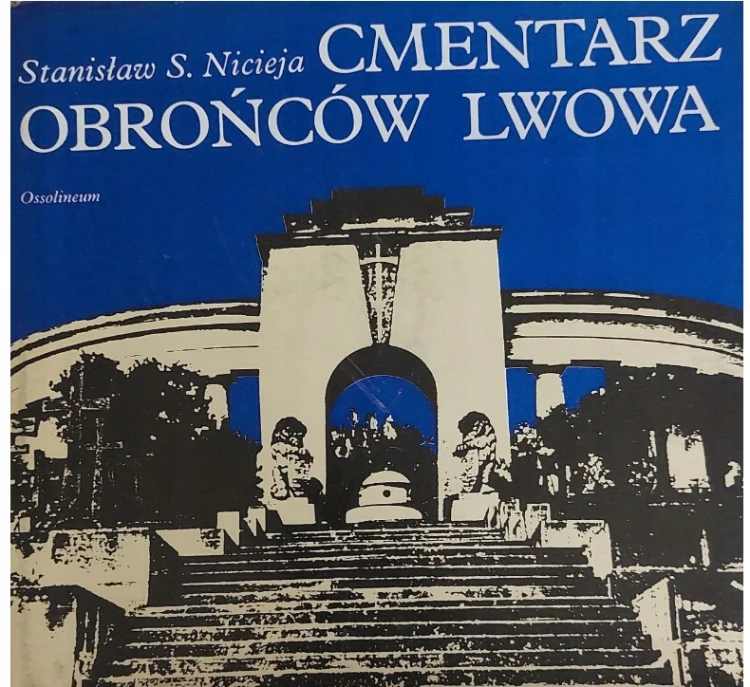 Stanisław S. Nicieja CMENTARZ
OBROŃCÓW LWOWA
Ossolineum